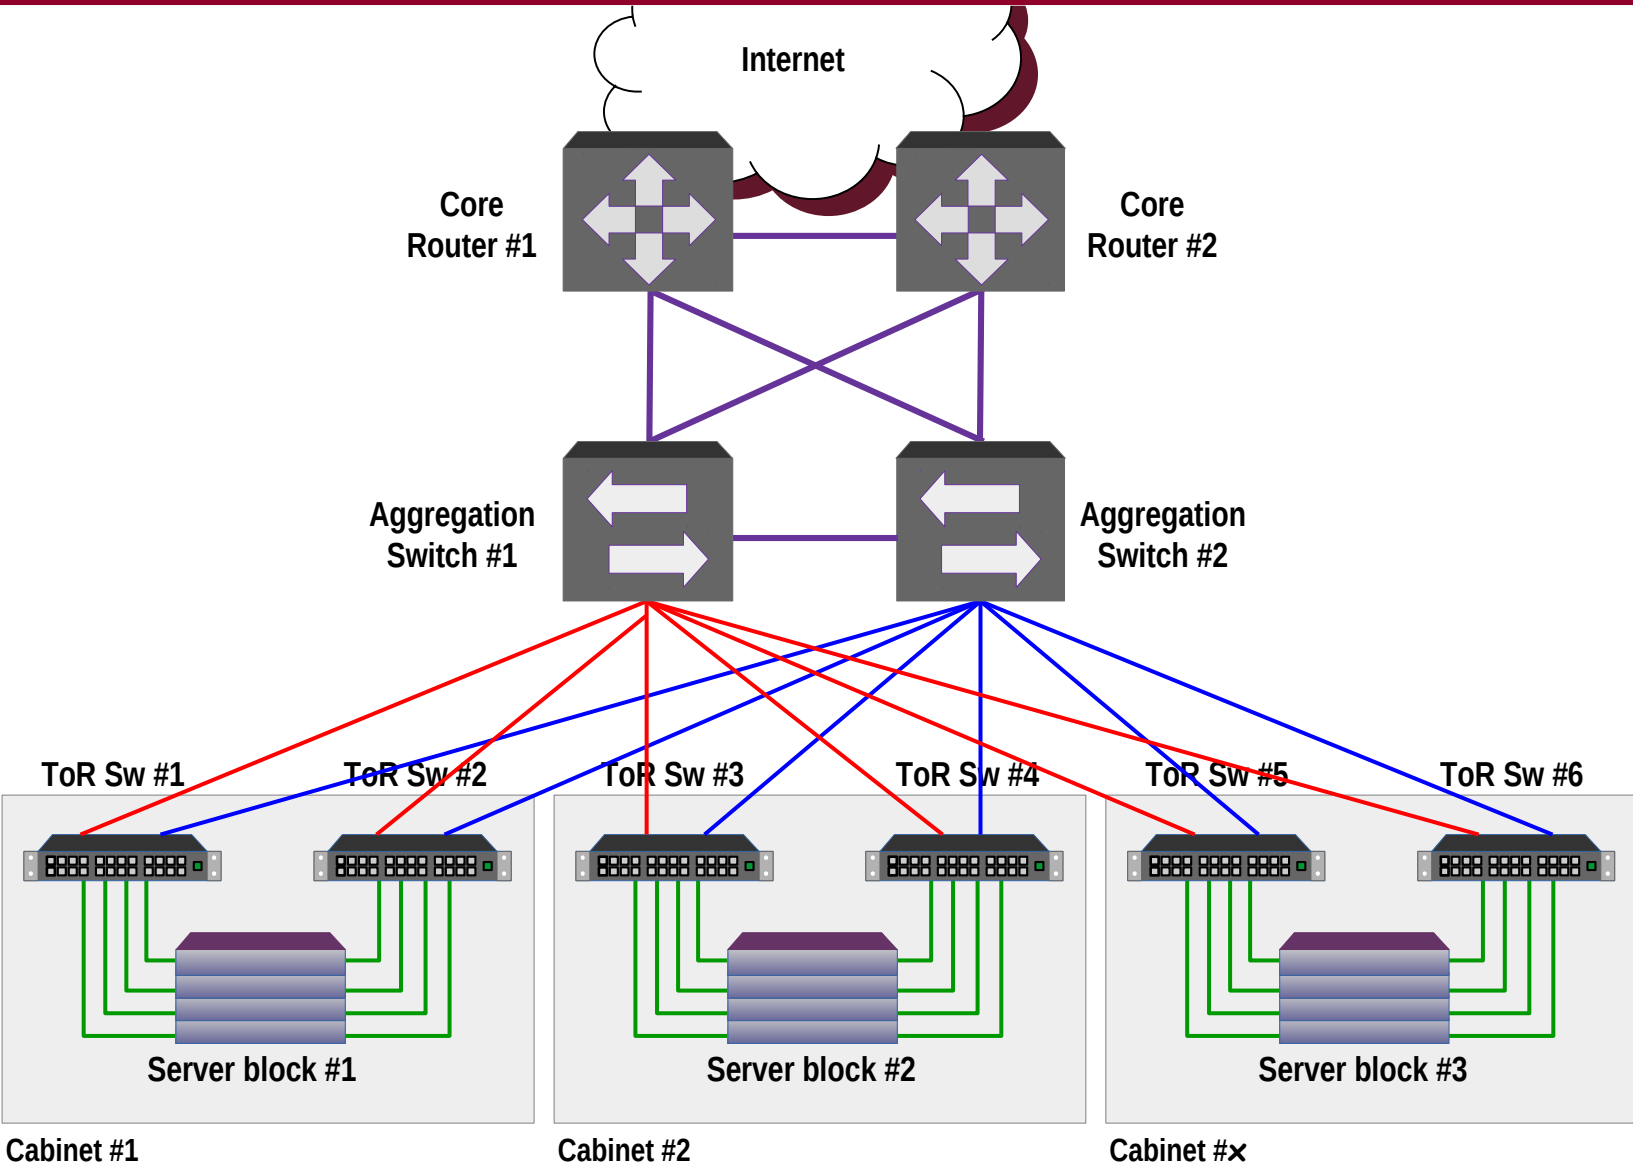 Internet
Core
Router #1
Core
Router #2
Aggregation
Switch #1
Aggregation
Switch #2
ToR Sw #1
ToR Sw #2
ToR Sw #3
ToR Sw #4
ToR Sw #5
ToR Sw #6
Server block #1
Server block #2
Server block #3
Cabinet #1
Cabinet #2
Cabinet #×